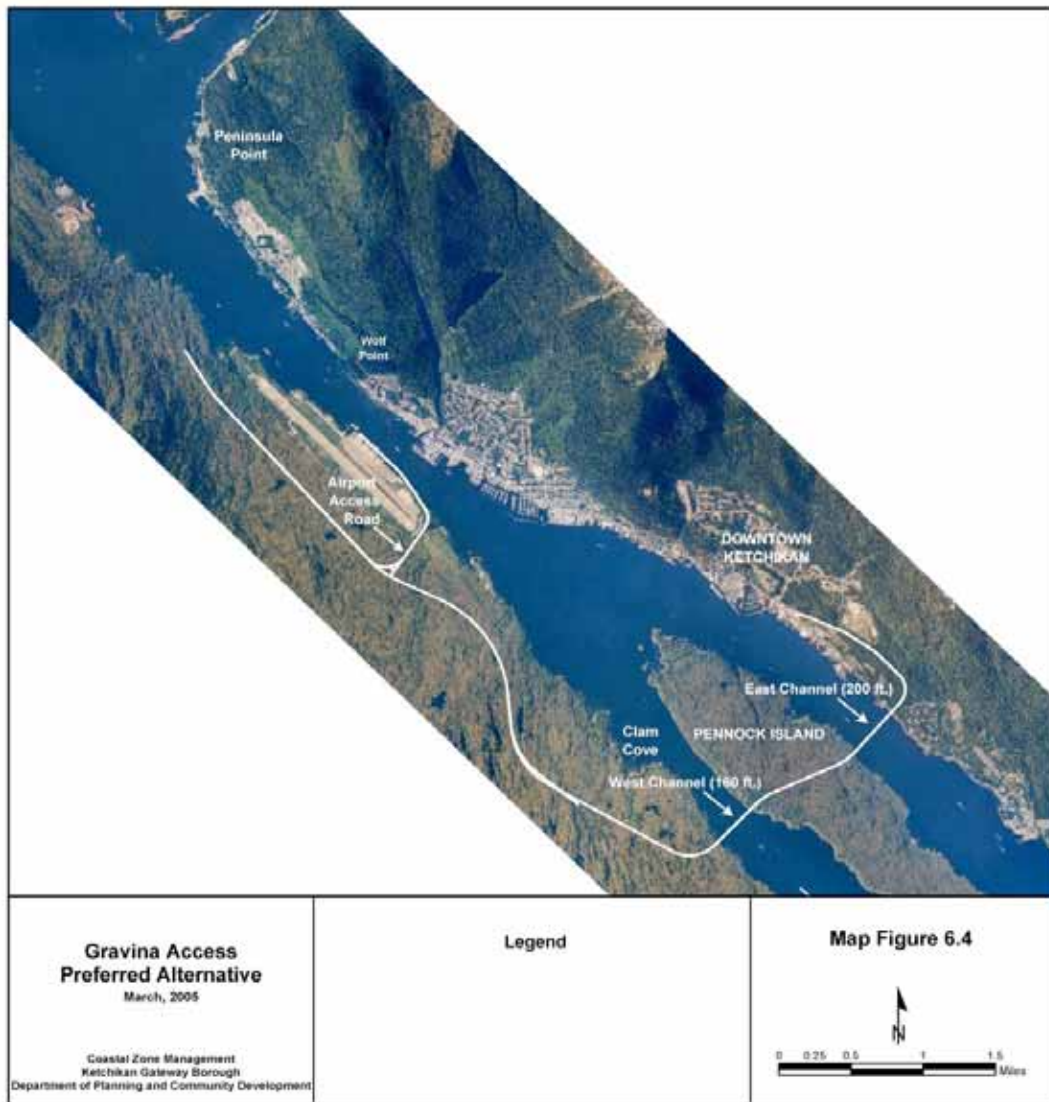 Peninsula
Point
Wolf
Point
Airport
Access
Road
DOWNTOWN
KETCHIKAN
East Channel (200 ft.)
Clam
Cove
PENNOCK ISLAND
West Channel (160 ft.)
Gravina Access
Preferred Alternative
March, 2005
Coastal Zone Management
Ketchikan Gateway Borough
Department of Planning and Community Development
Legend
Map Figure 6.4
N
0 0.25 0.5 1 1.5
Miles